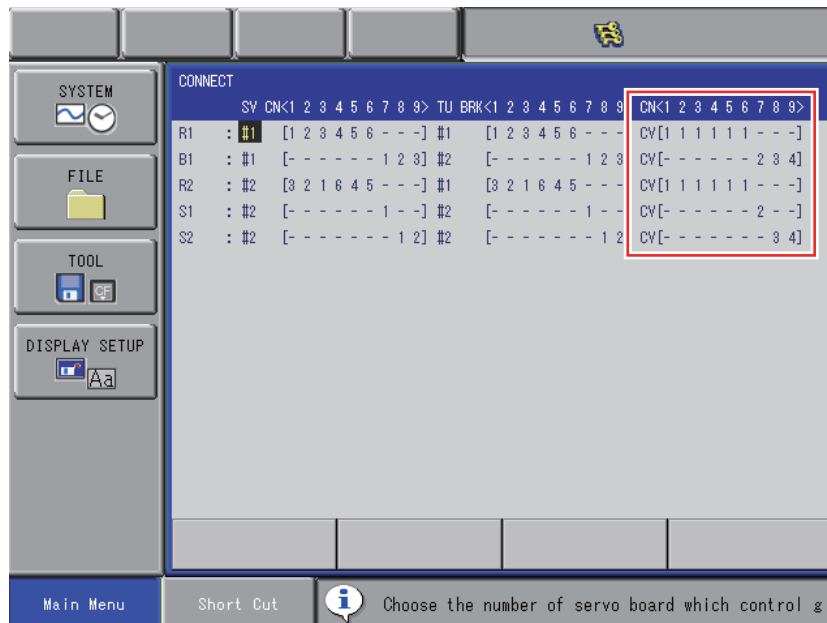 SYSTEM
FILE
TOOL
CF
DISPLAY SETUP
Aa
CONNECT
SV CN<1 2 3 4 5 6 7 8 9> TU BRK<1 2 3 4 5 6 7 8 9 CN<1 2 3 4 5 6 7 8 9>
R1 : #1 [1 2 3 4 5 6 - - -] #1 [1 2 3 4 5 6 - - - CV[1 1 1 1 1 1 - - -]
B1 : #1 [- - - - - - 1 2 3] #2 [- - - - - - 1 2 3 CV[- - - - - - 2 3 4]
R2 : #2 [3 2 1 6 4 5 - - -] #1 [3 2 1 6 4 5 - - - CV[1 1 1 1 1 1 - - -]
S1 : #2 [- - - - - - 1 - -] #2 [- - - - - - 1 - - CV[- - - - - - 2 - -]
S2 : #2 [- - - - - - - 1 2] #2 [- - - - - - - 1 2 CV[- - - - - - - 3 4]
Main Menu
Short Cut
Choose the number of servo board which control g